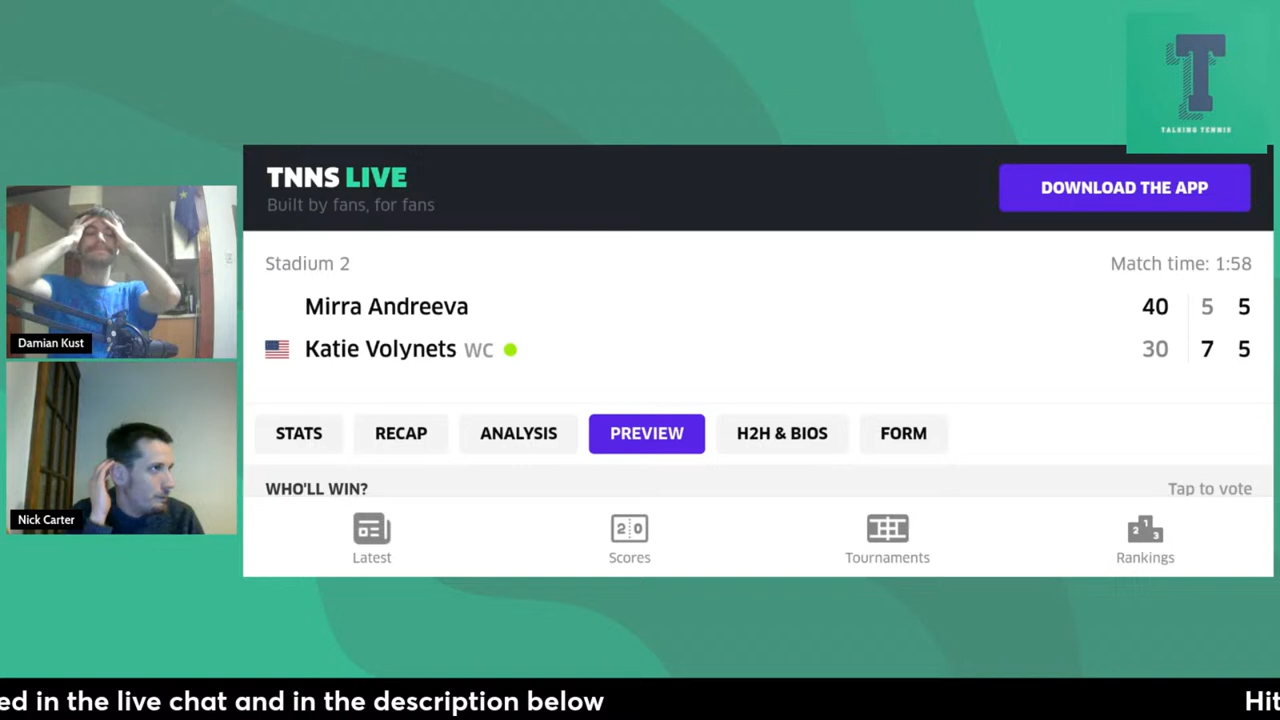 T
TALKING TENNIS
TNNS LIVE
Built by fans, for fans
DOWNLOAD THE APP
Stadium 2
Match time: 1:58
Mirra Andreeva 40 5 5
Katie Volynets WC 30 7 5
STATS RECAP ANALYSIS PREVIEW H2H & BIOS FORM
WHO'LL WIN? Tap to vote
2 0
2 1 3
Latest Scores Tournaments Rankings
Damian Kust
Nick Carter
ed in the live chat and in the description below Hit